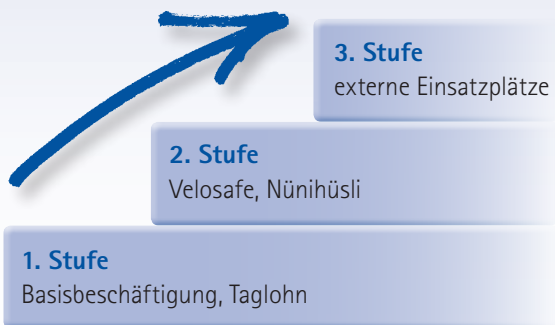 3. Stufe
externe Einsatzplätze
2. Stufe
Velosafe, Nünihüsli
1. Stufe
Basisbeschäftigung, Taglohn